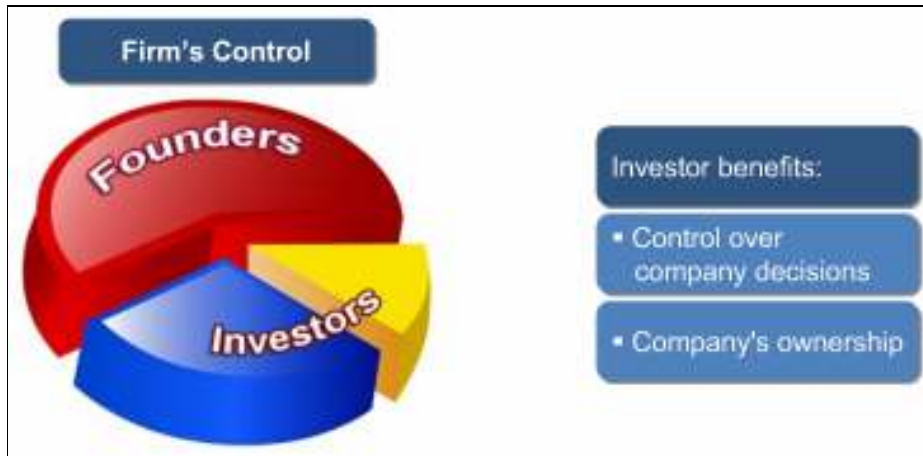 Firm's Control
Founders
Investors
Investor benefits:
▪ Control over
company decisions
▪ Company's ownership